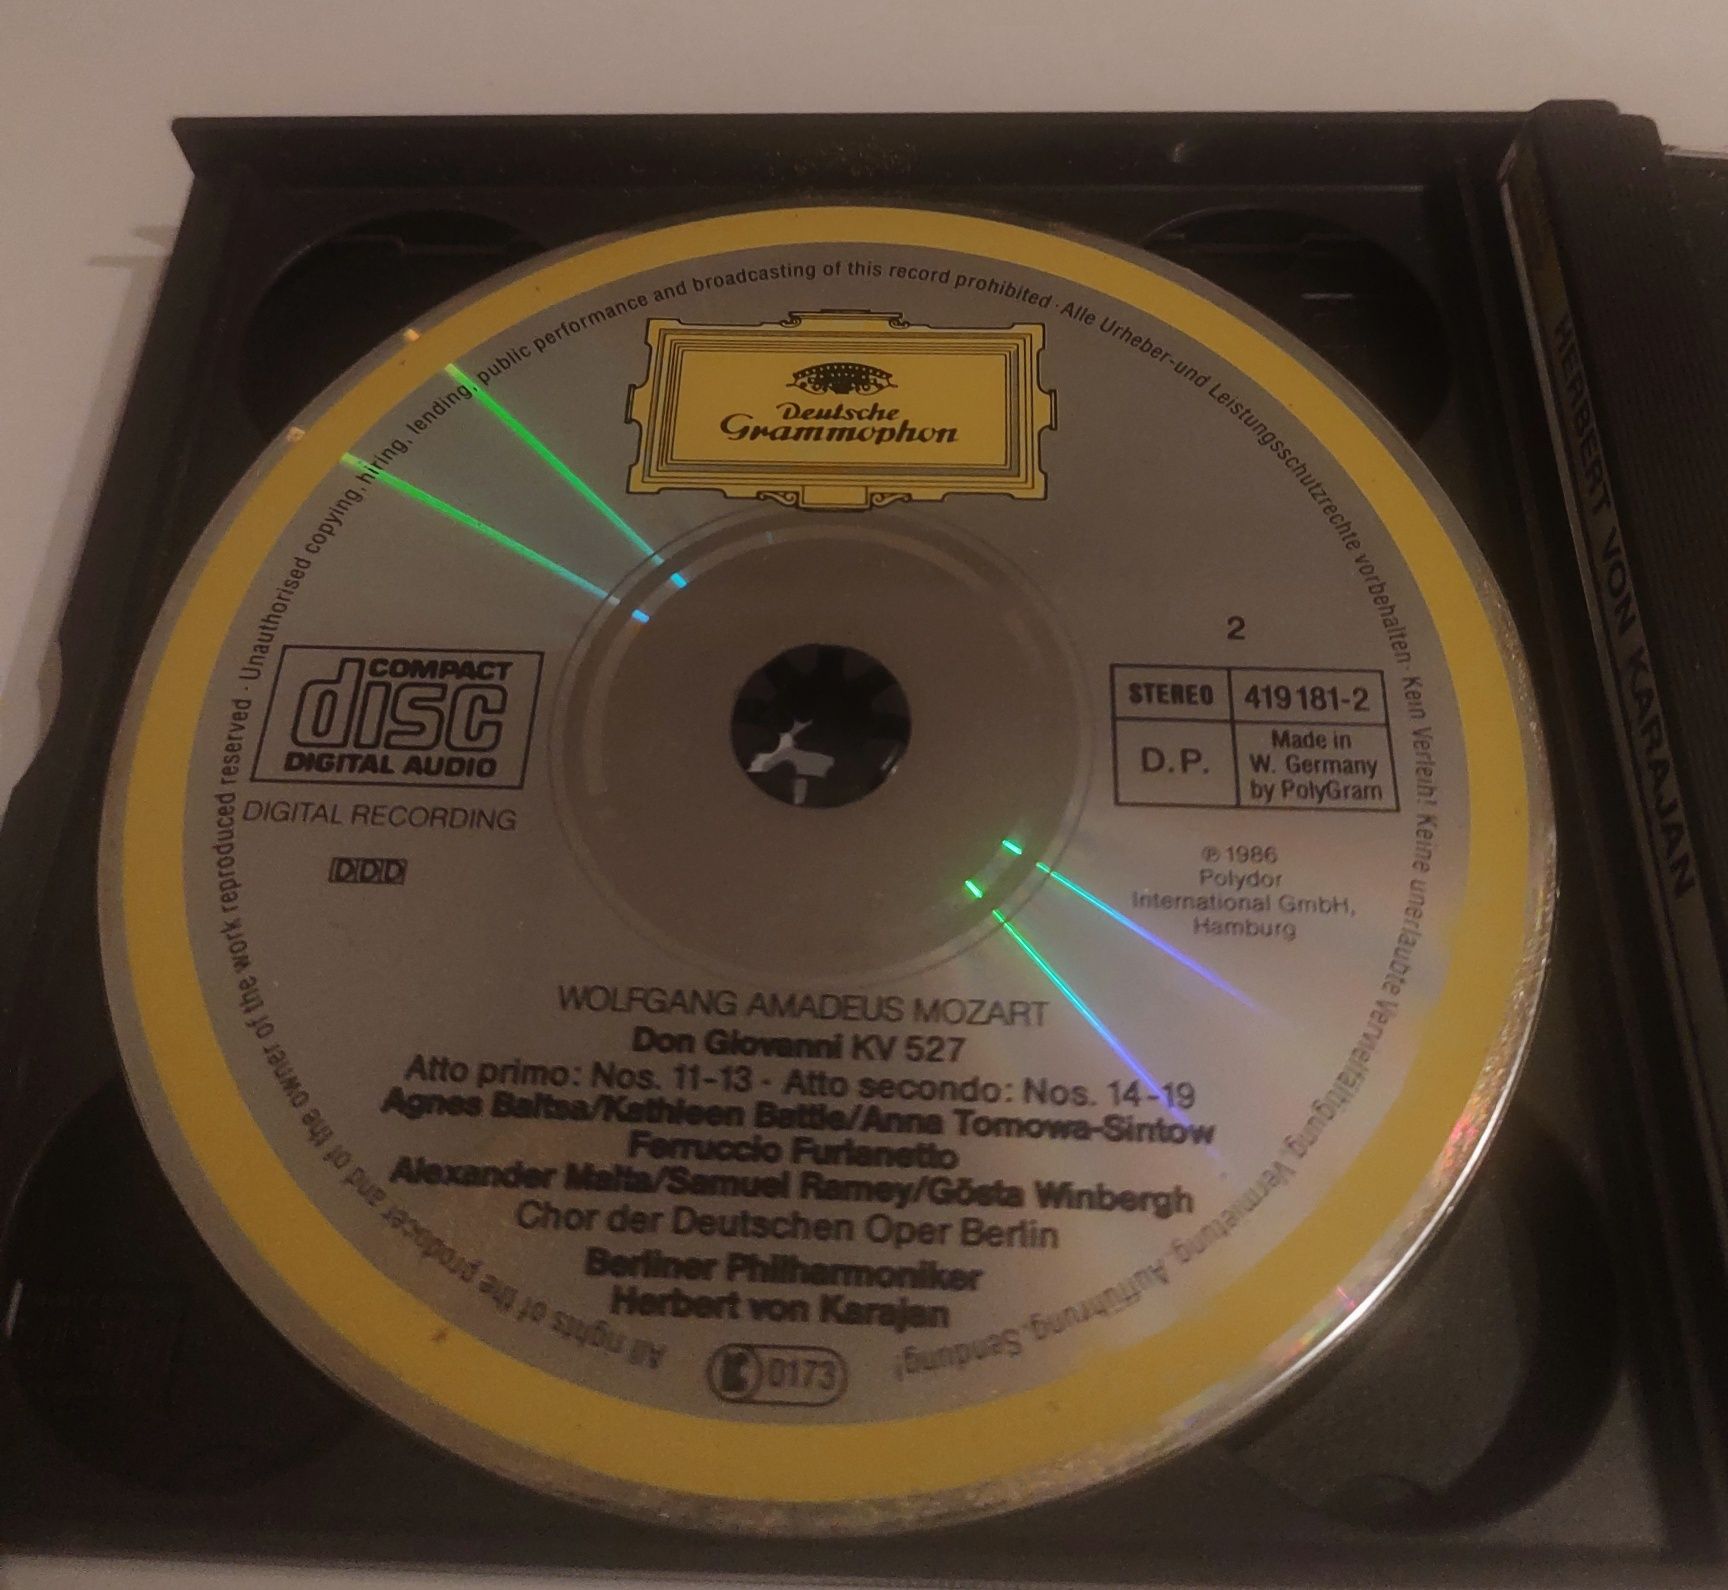 Unauthorised copying, hiring, lending, public performance and broadcasting of this record prohibited · Alle Urheber- und Leistungsschutzrechte vorbehalten · Kein Verleih! Keine unerlaubte Vervielfältigung, Vermietung, Aufführung, Sendung!
All rights of the producer and of the owner of the work reproduced reserved ·
Deutsche
Grammophon
COMPACT
disc
DIGITAL AUDIO
DIGITAL RECORDING
DDD
2
STEREO 419 181-2
D.P. Made in
W. Germany
by PolyGram
℗ 1986
Polydor
International GmbH,
Hamburg
WOLFGANG AMADEUS MOZART
Don Giovanni KV 527
Atto primo: Nos. 11-13 - Atto secondo: Nos. 14-19
Agnes Baltsa/Kathleen Battle/Anna Tomowa-Sintow
Ferruccio Furlanetto
Alexander Malta/Samuel Ramey/Gösta Winbergh
Chor der Deutschen Oper Berlin
Berliner Philharmoniker
Herbert von Karajan
K 0173
HERBERT VON KARAJAN